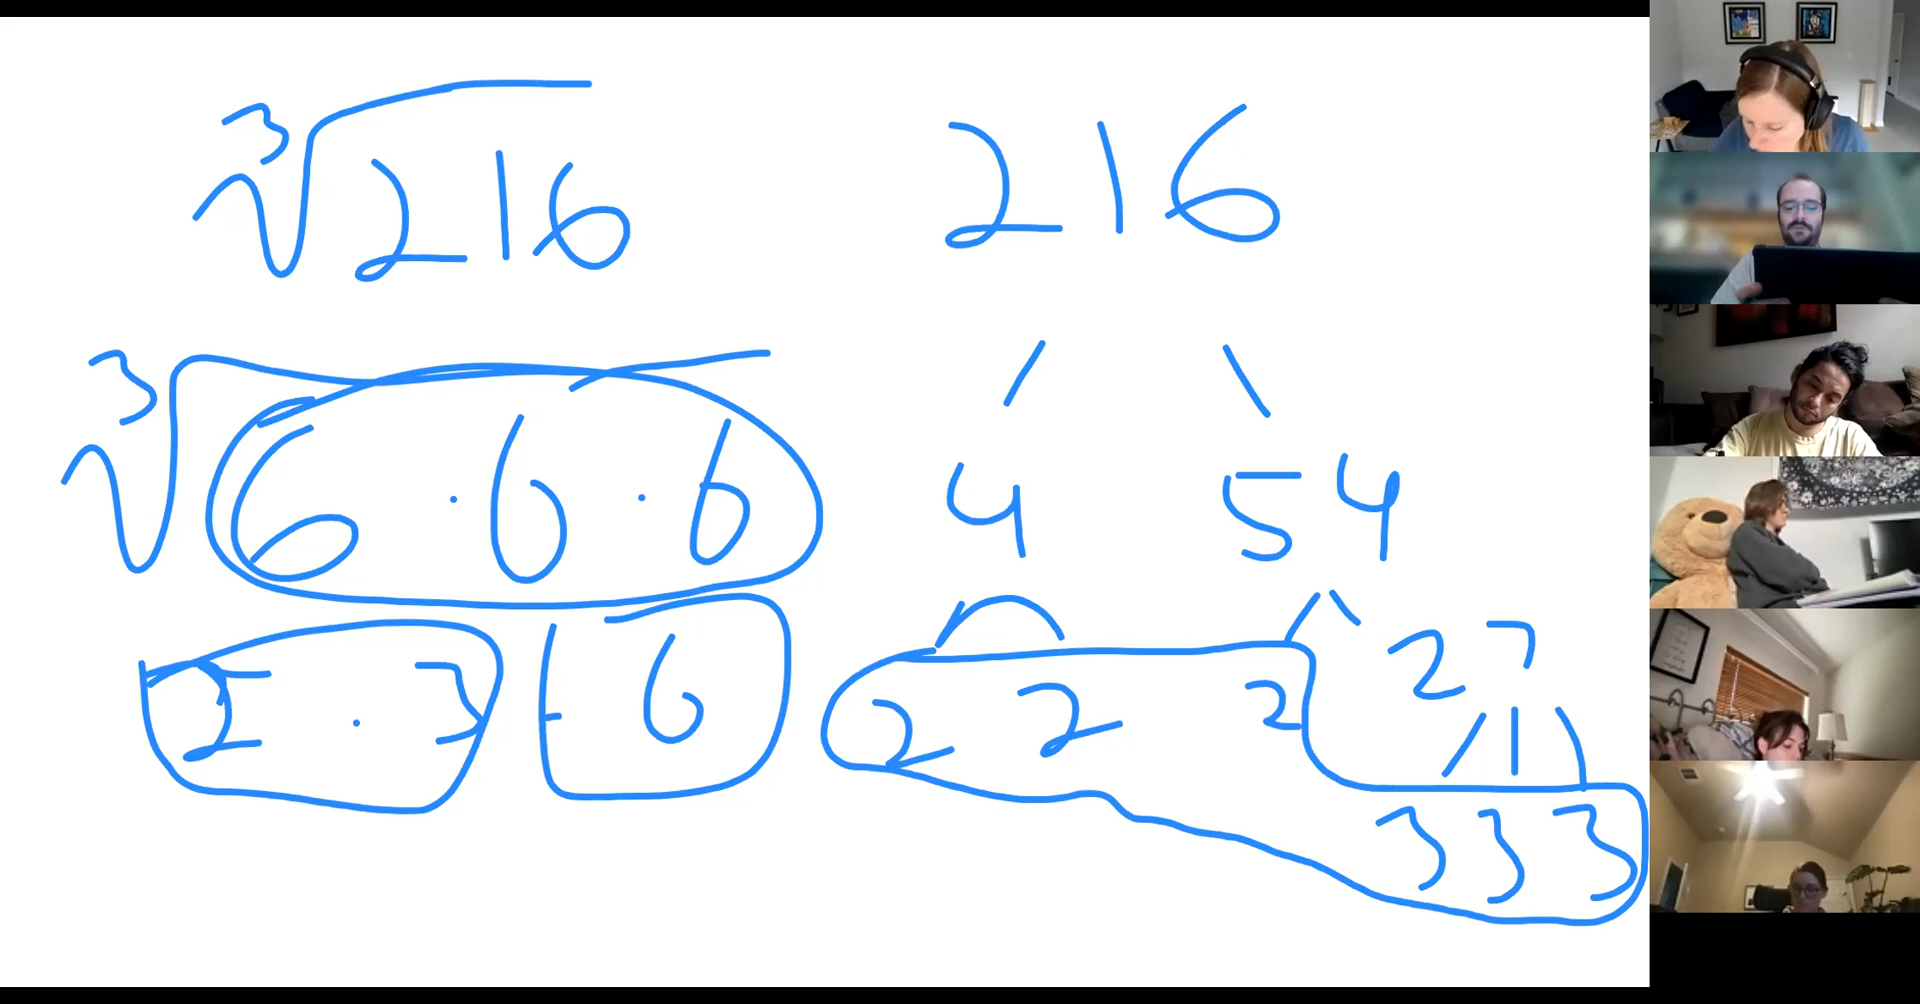 ∛216
216
∛6 · 6 · 6
4 54
2 · 3 = 6
27
2 2 2
3 3 3